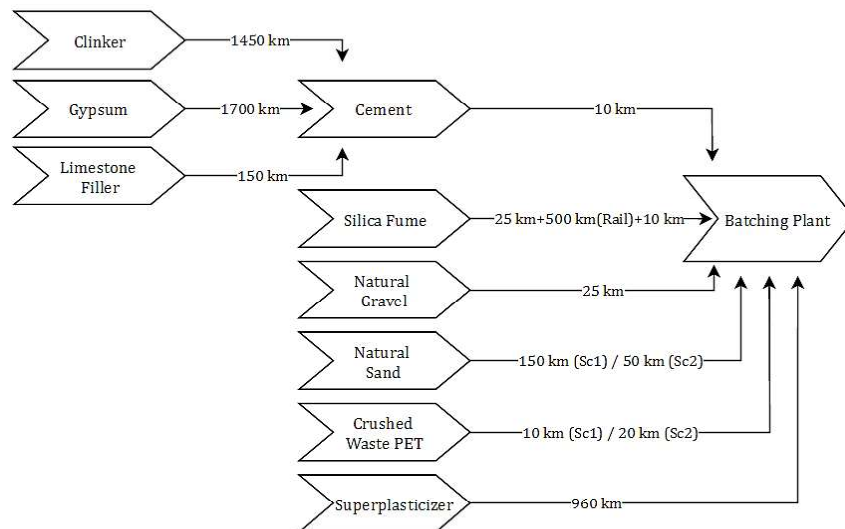 Clinker
1450 km
Gypsum
1700 km
Cement
10 km
Limestone
Filler
150 km
Silica Fume
25 km+500 km(Rail)+10 km
Batching Plant
Natural
Gravel
25 km
Natural
Sand
150 km (Sc1) / 50 km (Sc2)
Crushed
Waste PET
10 km (Sc1) / 20 km (Sc2)
Superplasticizer
960 km